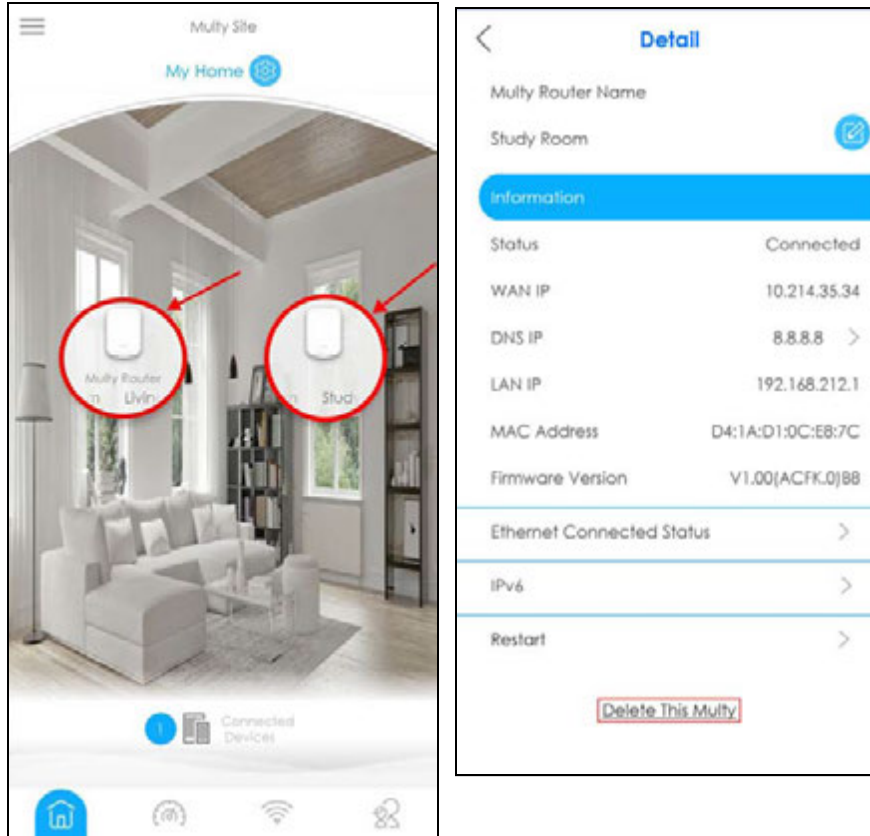 Multy Site
My Home
Multy Router
m Livin
n Stud
1
Connected
Devices
Detail
Multy Router Name
Study Room
Information
Status Connected
WAN IP 10.214.35.34
DNS IP 8.8.8.8 >
LAN IP 192.168.212.1
MAC Address D4:1A:D1:0C:E8:7C
Firmware Version V1.00(ACFK.0)B8
Ethernet Connected Status >
IPv6 >
Restart >
Delete This Multy